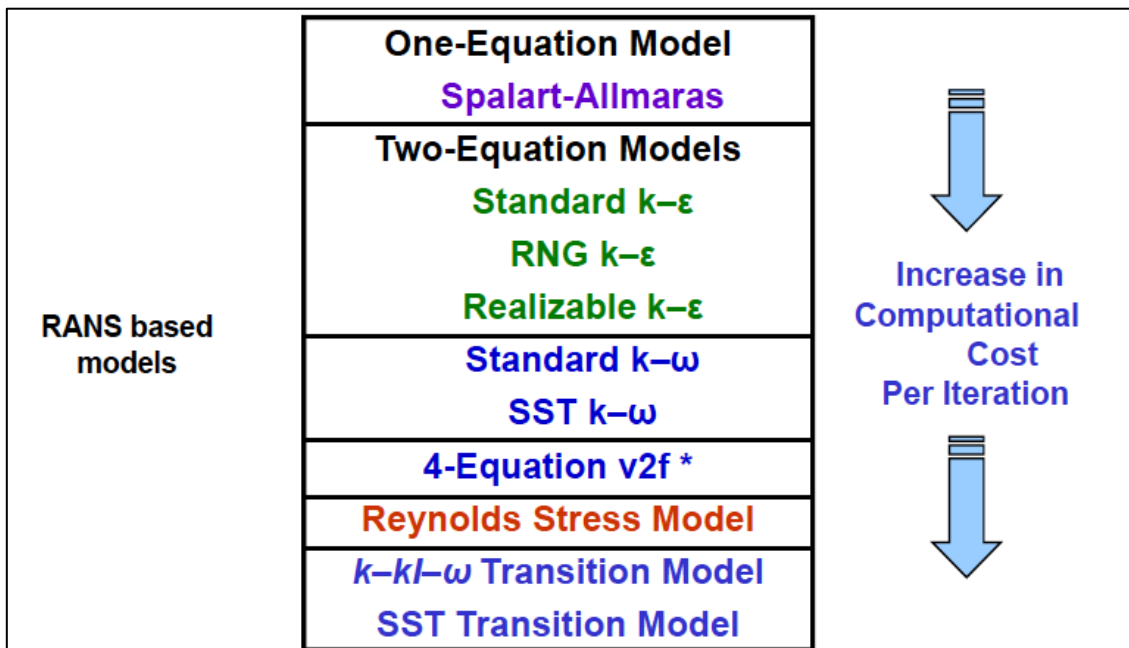 One-Equation Model
Spalart-Allmaras
Two-Equation Models
Standard k–ε
RNG k–ε
Realizable k–ε
Standard k–ω
SST k–ω
4-Equation v2f *
Reynolds Stress Model
k–kl–ω Transition Model
SST Transition Model
RANS based
models
Increase in
Computational
Cost
Per Iteration